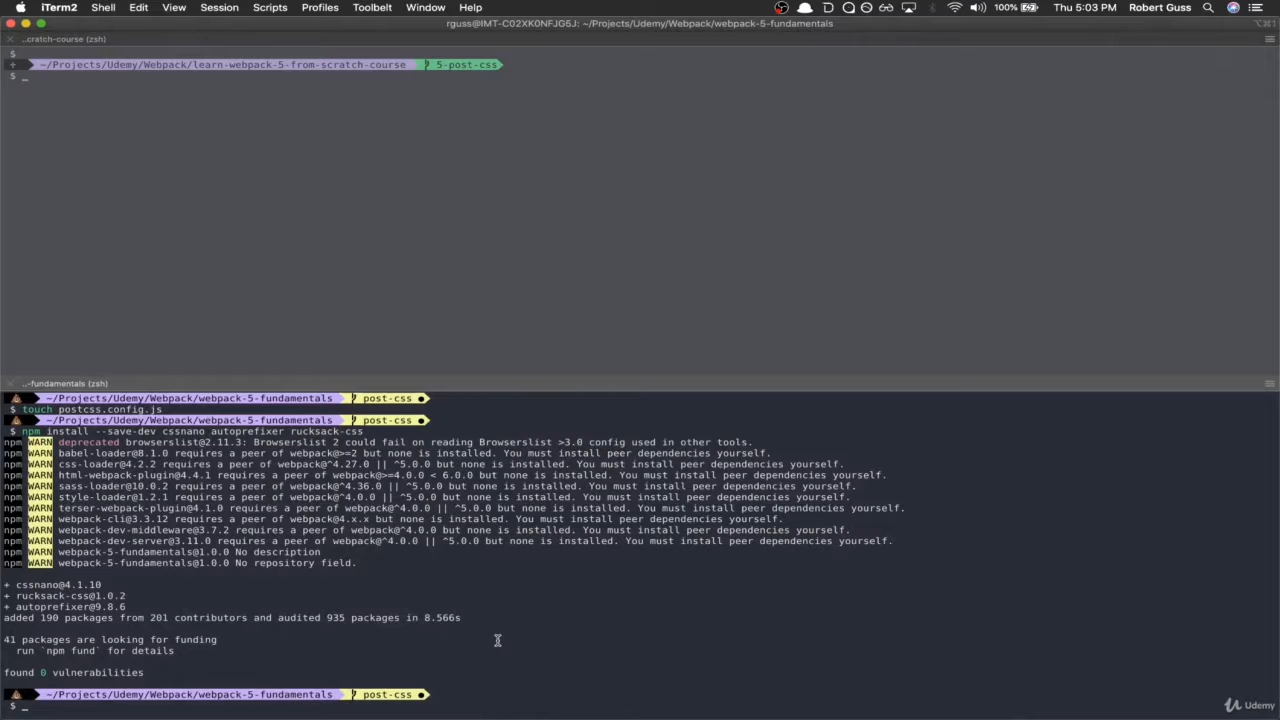 iTerm2 Shell Edit View Session Scripts Profiles Toolbelt Window Help 100% Thu 5:03 PM Robert Guss
rguss@IMT-C02XK0NFJG5J: ~/Projects/Udemy/Webpack/webpack-5-fundamentals
..cratch-course (zsh)
$
~/Projects/Udemy/Webpack/learn-webpack-5-from-scratch-course 5-post-css
$ _
..-fundamentals (zsh)
~/Projects/Udemy/Webpack/webpack-5-fundamentals post-css ●
$ touch postcss.config.js
~/Projects/Udemy/Webpack/webpack-5-fundamentals post-css ●
$ npm install --save-dev cssnano autoprefixer rucksack-css
npm WARN deprecated browserslist@2.11.3: Browserslist 2 could fail on reading Browserslist >3.0 config used in other tools.
npm WARN babel-loader@8.1.0 requires a peer of webpack@>=2 but none is installed. You must install peer dependencies yourself.
npm WARN css-loader@4.2.2 requires a peer of webpack@^4.27.0 || ^5.0.0 but none is installed. You must install peer dependencies yourself.
npm WARN html-webpack-plugin@4.4.1 requires a peer of webpack@>=4.0.0 < 6.0.0 but none is installed. You must install peer dependencies yourself.
npm WARN sass-loader@10.0.2 requires a peer of webpack@^4.36.0 || ^5.0.0 but none is installed. You must install peer dependencies yourself.
npm WARN style-loader@1.2.1 requires a peer of webpack@^4.0.0 || ^5.0.0 but none is installed. You must install peer dependencies yourself.
npm WARN terser-webpack-plugin@4.1.0 requires a peer of webpack@^4.0.0 || ^5.0.0 but none is installed. You must install peer dependencies yourself.
npm WARN webpack-cli@3.3.12 requires a peer of webpack@4.x.x but none is installed. You must install peer dependencies yourself.
npm WARN webpack-dev-middleware@3.7.2 requires a peer of webpack@^4.0.0 but none is installed. You must install peer dependencies yourself.
npm WARN webpack-dev-server@3.11.0 requires a peer of webpack@^4.0.0 || ^5.0.0 but none is installed. You must install peer dependencies yourself.
npm WARN webpack-5-fundamentals@1.0.0 No description
npm WARN webpack-5-fundamentals@1.0.0 No repository field.
+ cssnano@4.1.10
+ rucksack-css@1.0.2
+ autoprefixer@9.8.6
added 190 packages from 201 contributors and audited 935 packages in 8.566s
41 packages are looking for funding
run `npm fund` for details
found 0 vulnerabilities
~/Projects/Udemy/Webpack/webpack-5-fundamentals post-css ●
$ _
Udemy